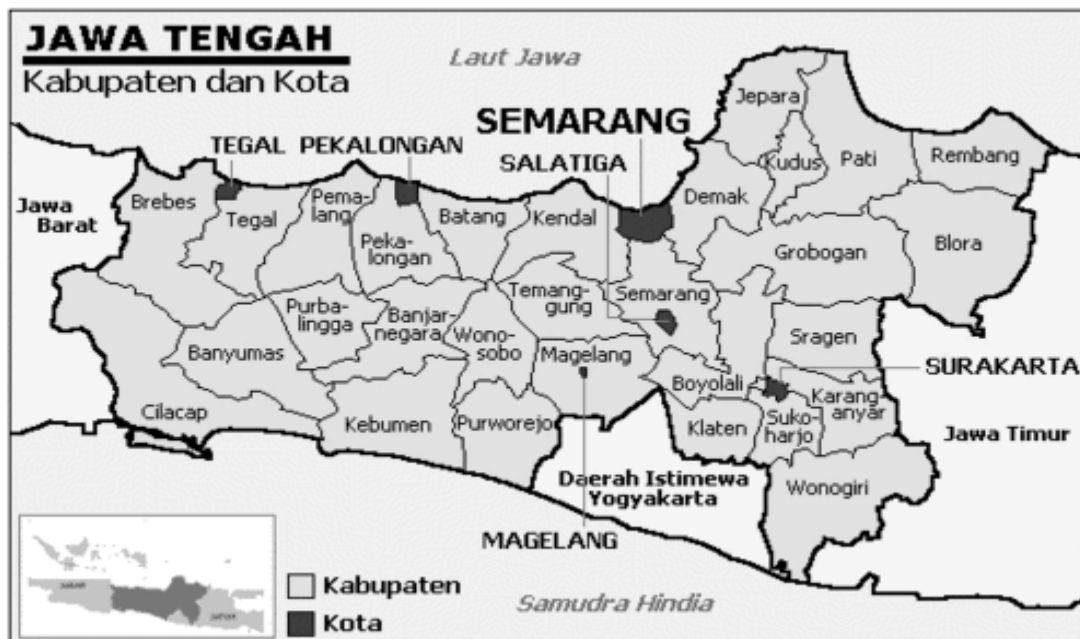 JAWA TENGAH
Kabupaten dan Kota
Laut Jawa
SEMARANG
TEGAL
PEKALONGAN
SALATIGA
Jepara
Kudus
Pati
Rembang
Demak
Brebes
Tegal
Pema-
lang
Peka-
longan
Batang
Kendal
Grobogan
Blora
Jawa
Barat
Purba-
lingga
Banjar-
negara
Wono-
sobo
Temang-
gung
Semarang
Sragen
Banyumas
Magelang
Boyolali
SURAKARTA
Karang-
anyar
Cilacap
Kebumen
Purworejo
Klaten
Suko-
harjo
Jawa Timur
Daerah Istimewa
Yogyakarta
Wonogiri
MAGELANG
Kabupaten
Kota
Samudra Hindia